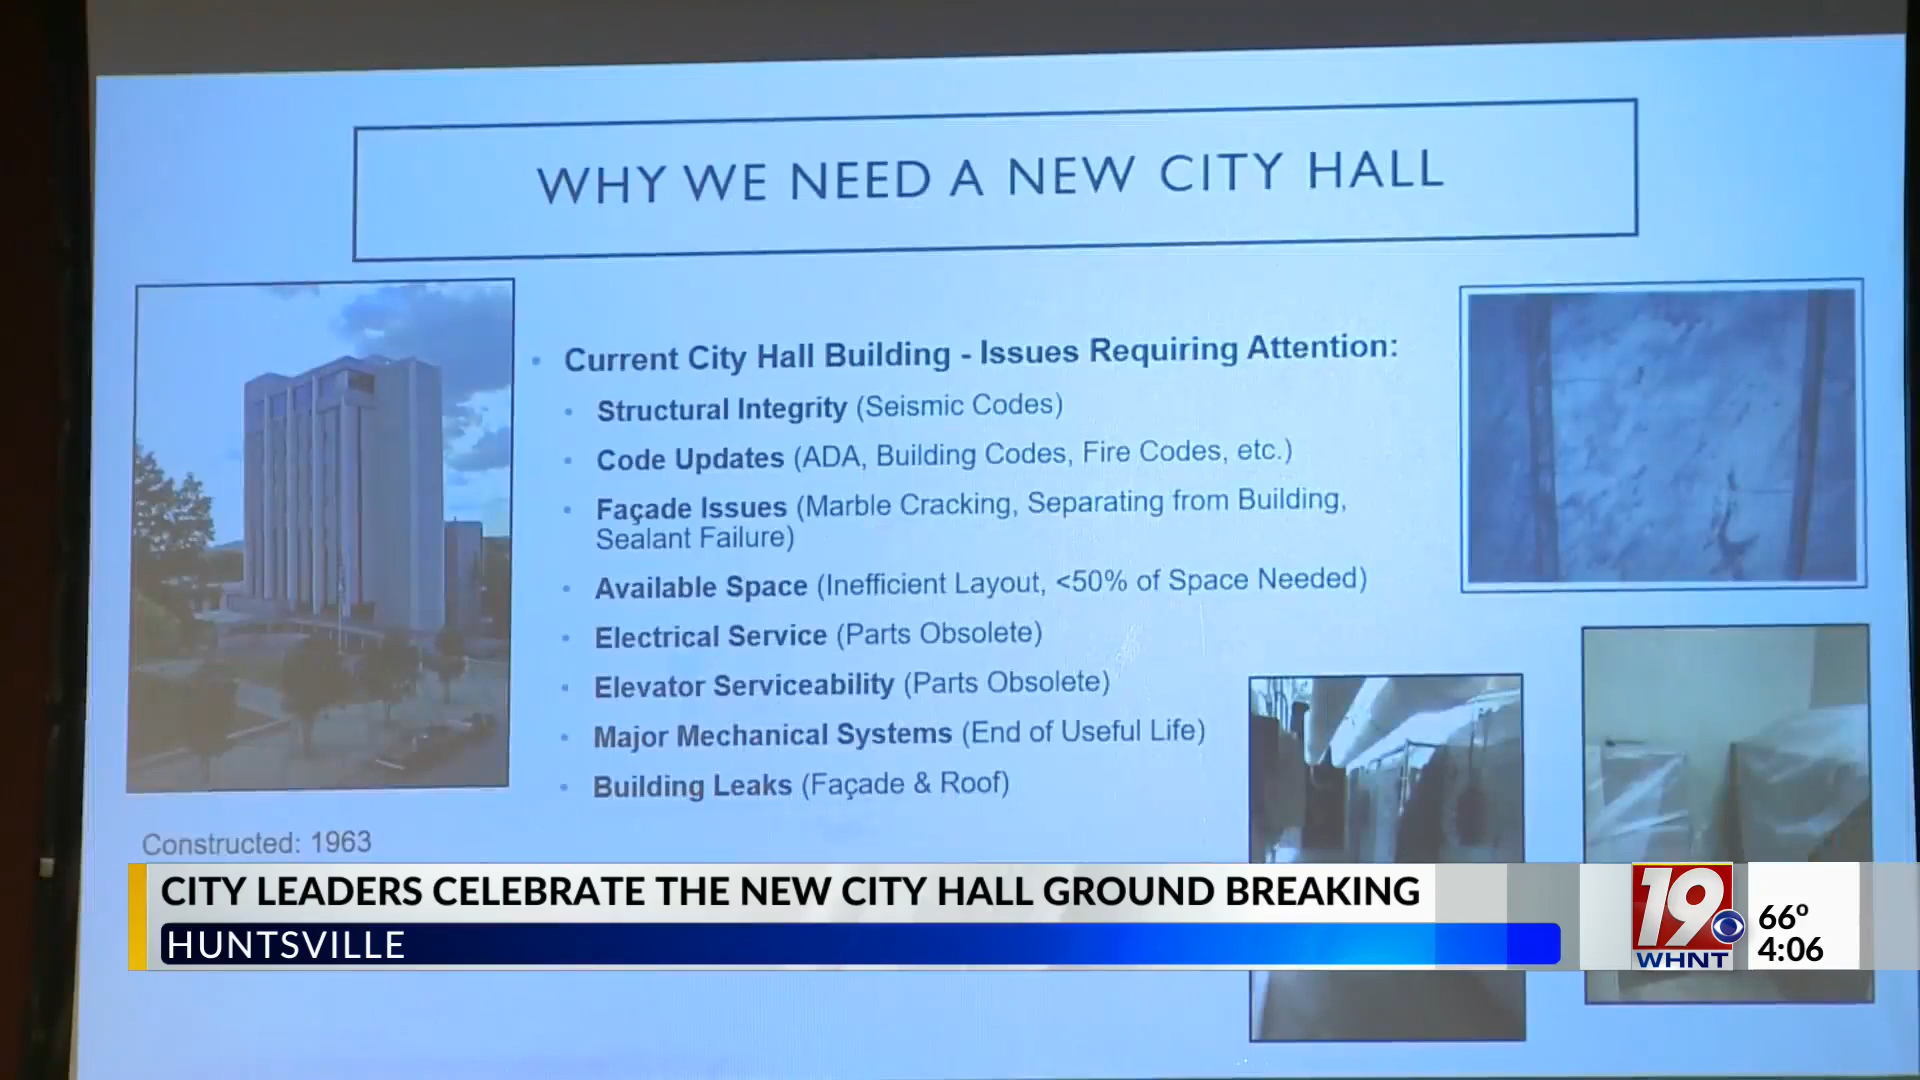 WHY WE NEED A NEW CITY HALL
• Current City Hall Building - Issues Requiring Attention:
• Structural Integrity (Seismic Codes)
• Code Updates (ADA, Building Codes, Fire Codes, etc.)
• Façade Issues (Marble Cracking, Separating from Building,
Sealant Failure)
• Available Space (Inefficient Layout, <50% of Space Needed)
• Electrical Service (Parts Obsolete)
• Elevator Serviceability (Parts Obsolete)
• Major Mechanical Systems (End of Useful Life)
• Building Leaks (Façade & Roof)
Constructed: 1963
CITY LEADERS CELEBRATE THE NEW CITY HALL GROUND BREAKING
HUNTSVILLE
19
WHNT
66º
4:06